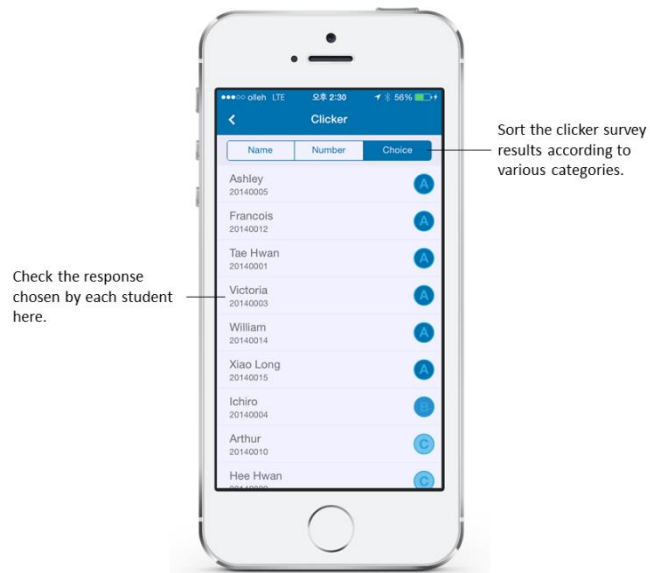 olleh LTE 오후 2:30 56%
Clicker
Name Number Choice
Ashley A
20140005
Francois A
20140012
Tae Hwan A
20140001
Victoria A
20140003
William A
20140014
Xiao Long A
20140015
Ichiro B
20140004
Arthur C
20140010
Hee Hwan C
Sort the clicker survey
results according to
various categories.
Check the response
chosen by each student
here.